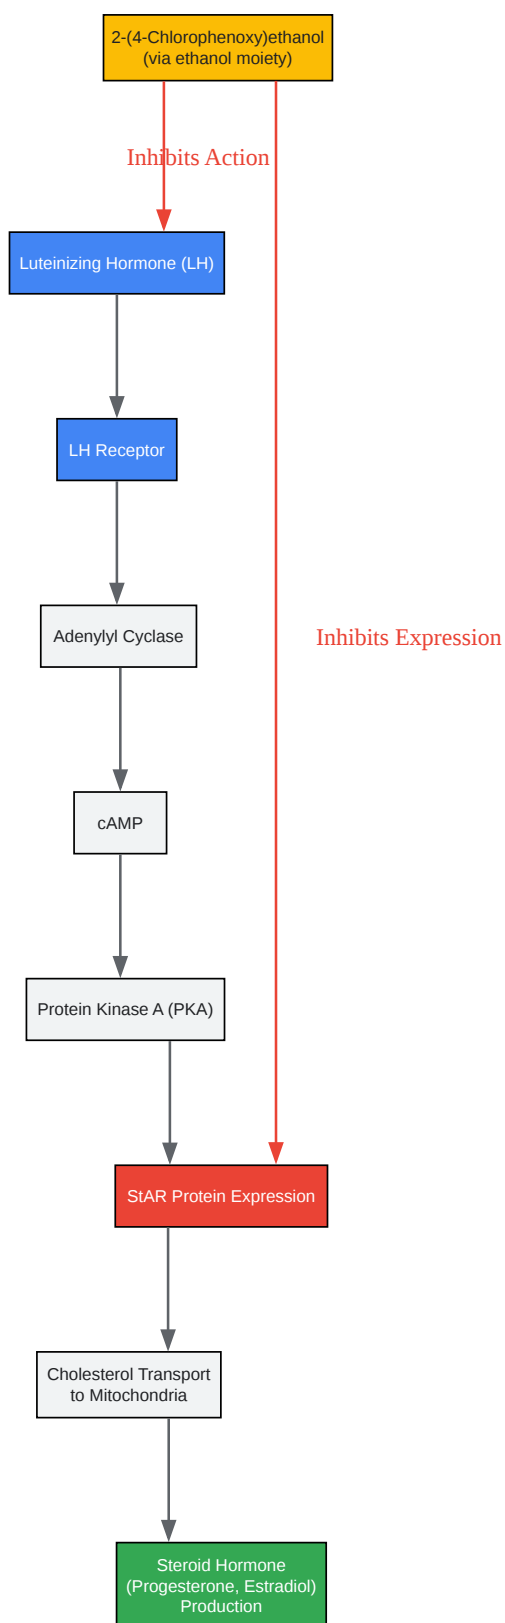 2-(4-Chlorophenoxy)ethanol
(via ethanol moiety)
Inhibits Action
Luteinizing Hormone (LH)
LH Receptor
Adenylyl Cyclase
Inhibits Expression
cAMP
Protein Kinase A (PKA)
StAR Protein Expression
Cholesterol Transport
to Mitochondria
Steroid Hormone
(Progesterone, Estradiol)
Production